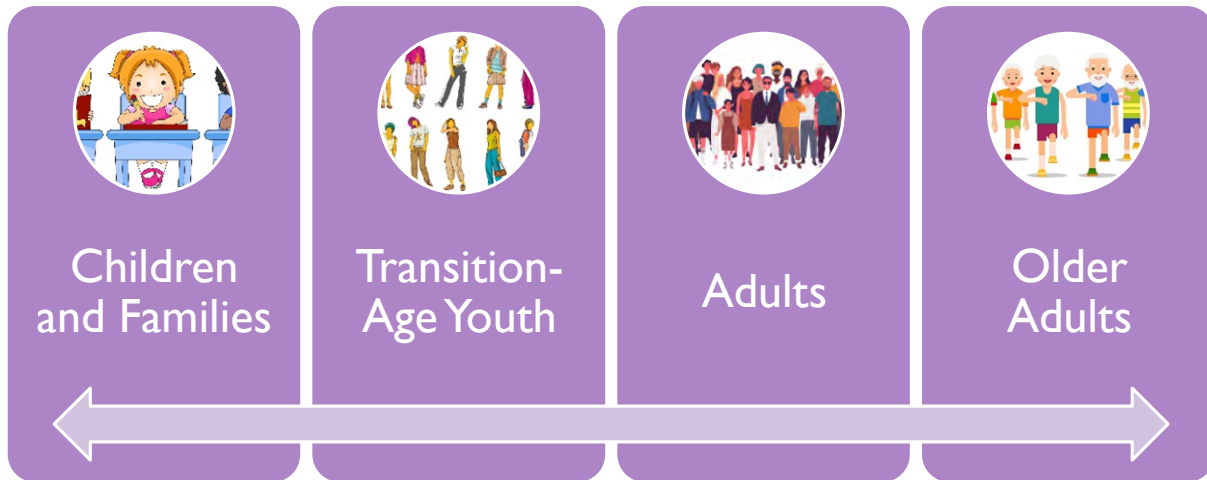 Children
and Families
Transition-
Age Youth
Adults
Older
Adults